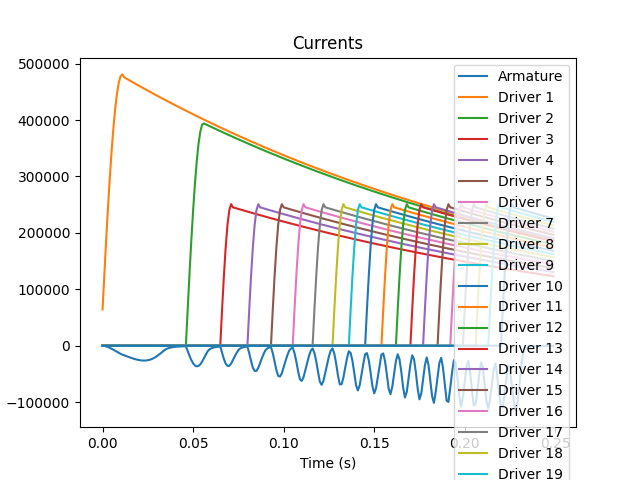 Currents
500000
400000
300000
200000
100000
0
−100000
0.00
0.05
0.10
0.15
0.20
0.25
Time (s)
Armature
Driver 1
Driver 2
Driver 3
Driver 4
Driver 5
Driver 6
Driver 7
Driver 8
Driver 9
Driver 10
Driver 11
Driver 12
Driver 13
Driver 14
Driver 15
Driver 16
Driver 17
Driver 18
Driver 19